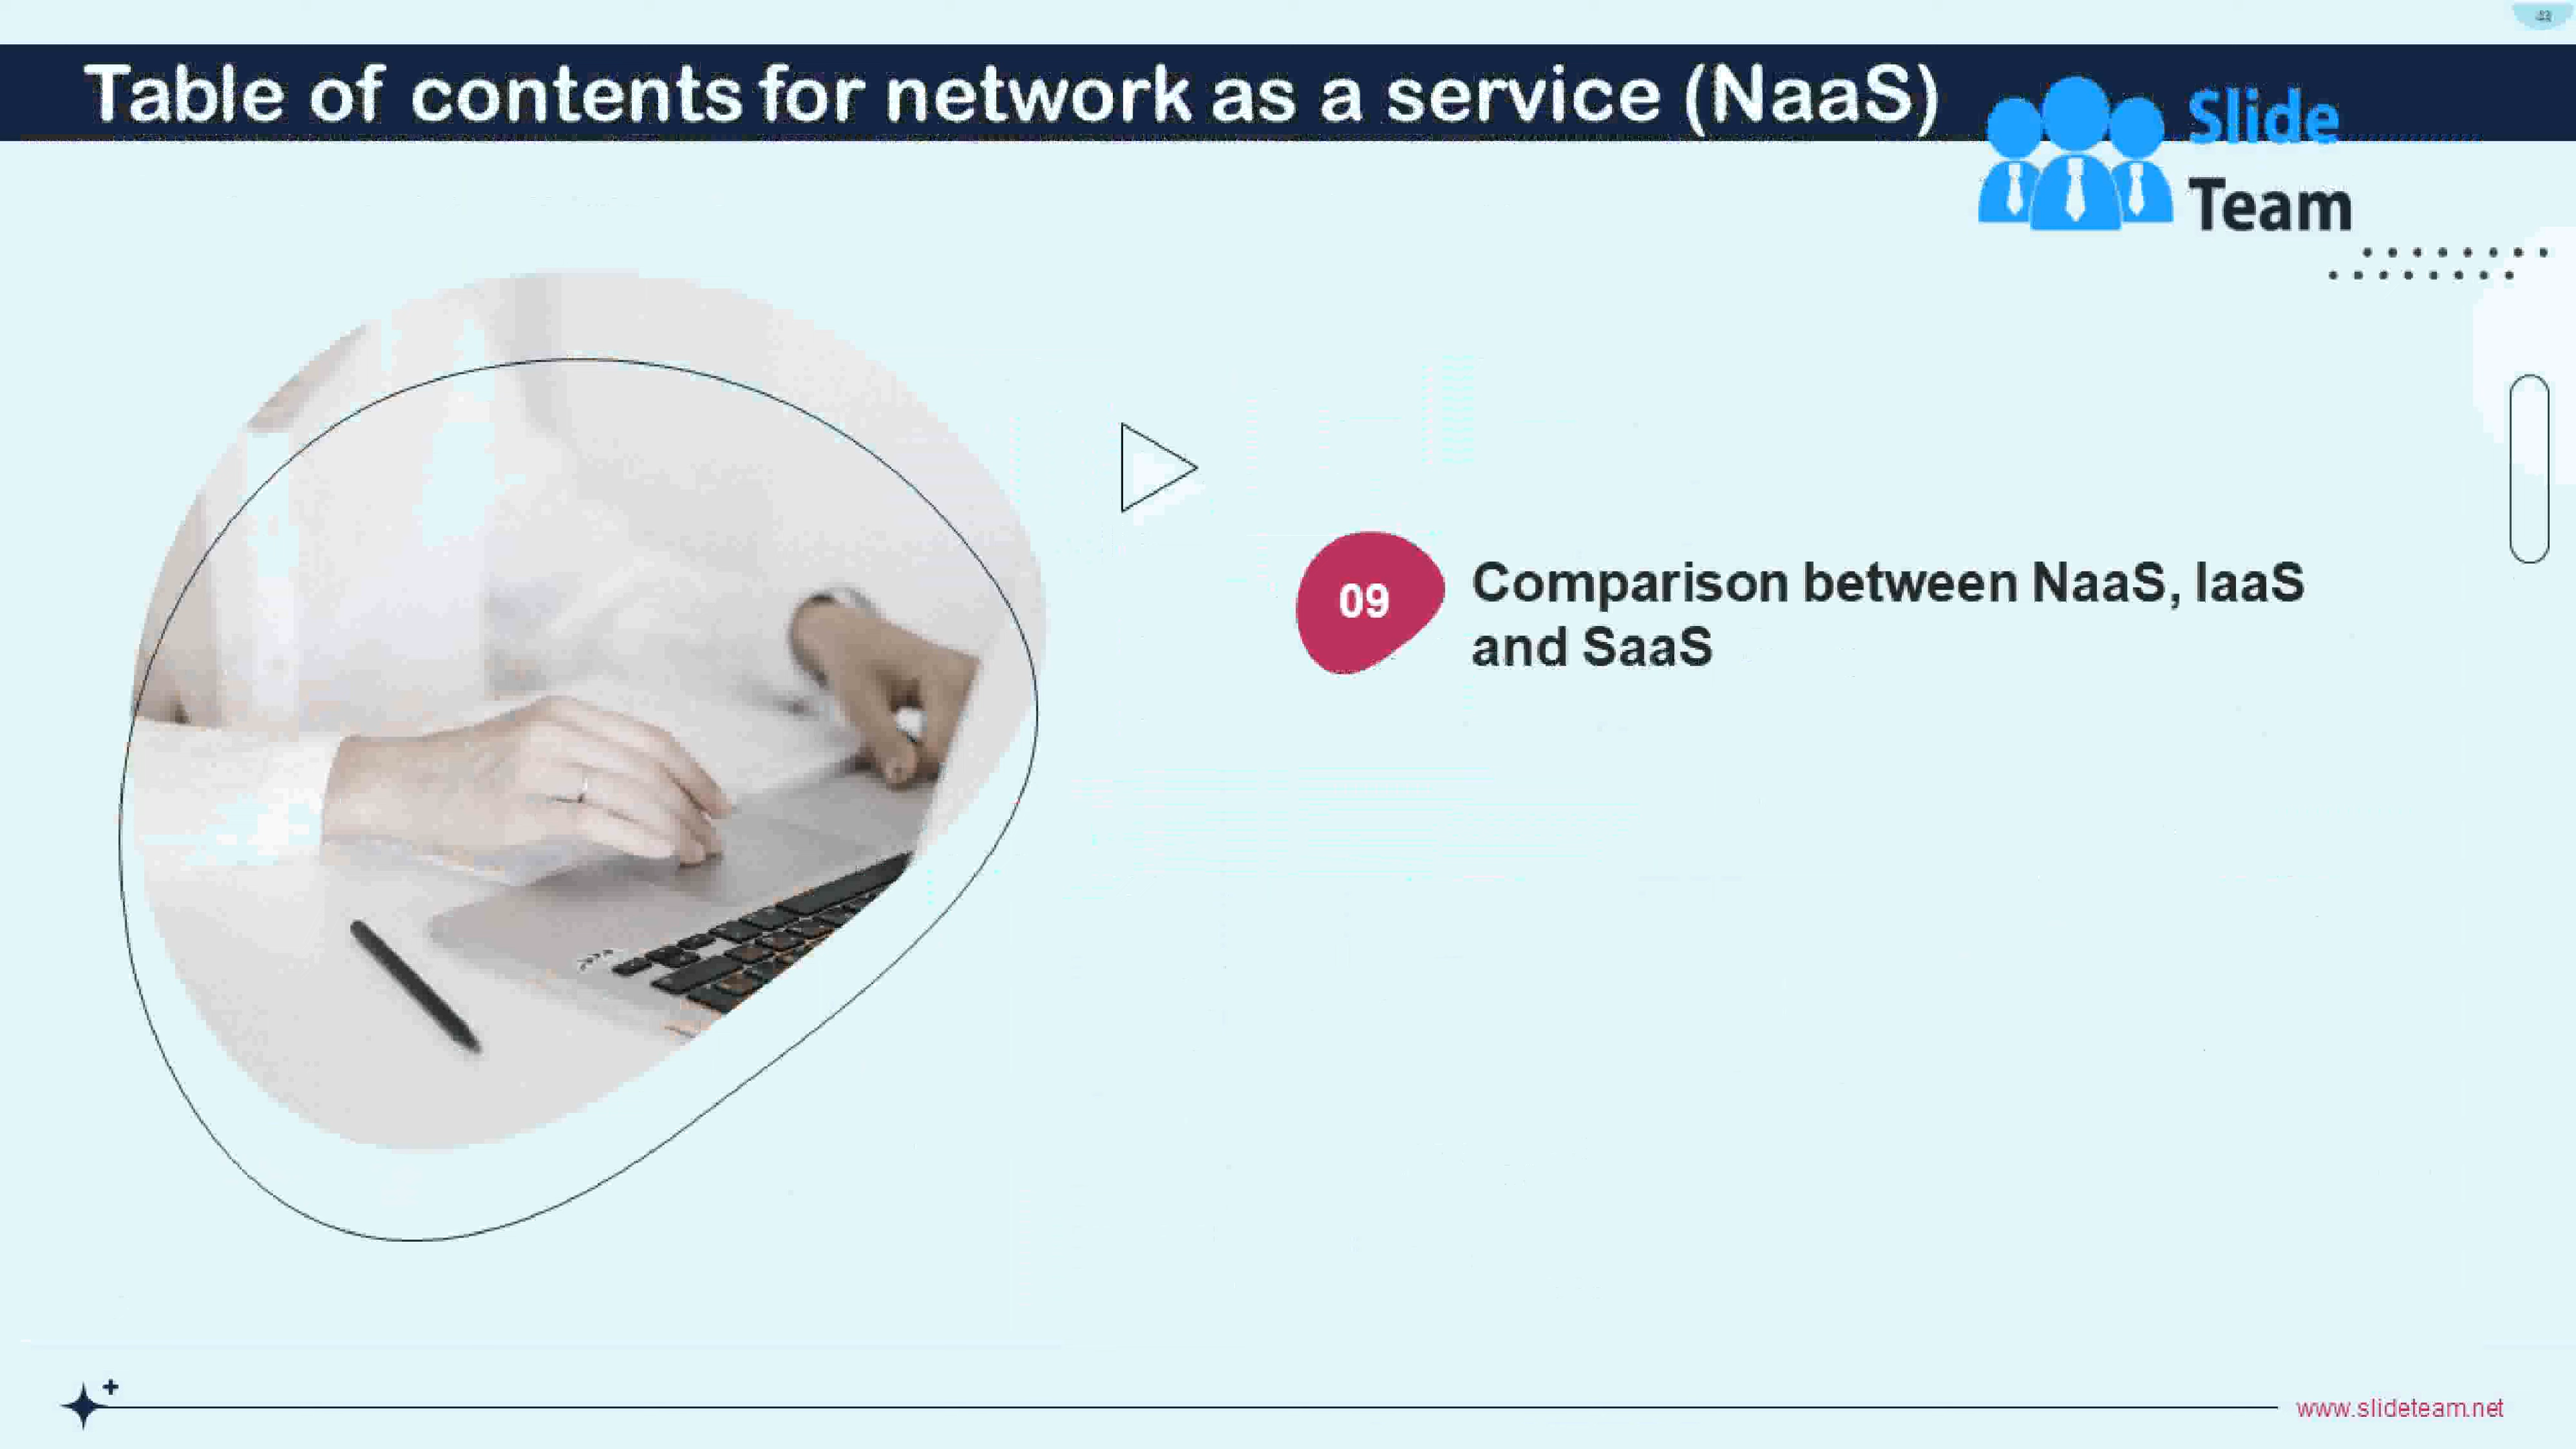 Table of contents for network as a service (NaaS)
Slide
Team
09
Comparison between NaaS, IaaS
and SaaS
www.slideteam.net